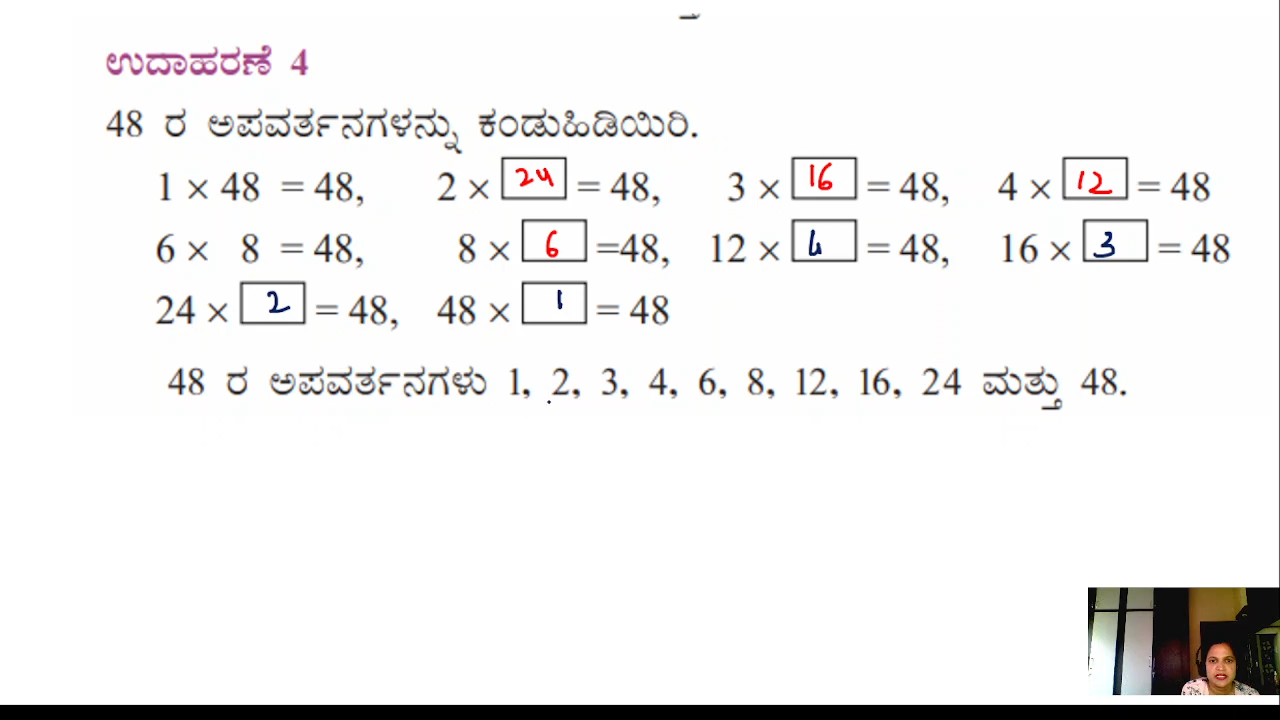 ಉದಾಹರಣೆ 4
48 ರ ಅಪವರ್ತನಗಳನ್ನು ಕಂಡುಹಿಡಿಯಿರಿ.
1 × 48 = 48, 2 × 24 = 48, 3 × 16 = 48, 4 × 12 = 48
6 × 8 = 48, 8 × 6 =48, 12 × 4 = 48, 16 × 3 = 48
24 × 2 = 48, 48 × 1 = 48
48 ರ ಅಪವರ್ತನಗಳು 1, 2, 3, 4, 6, 8, 12, 16, 24 ಮತ್ತು 48.